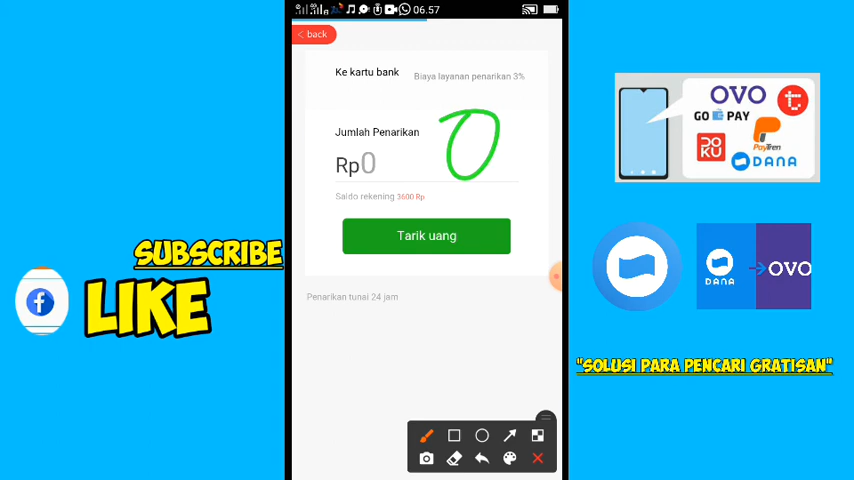 06.57
back
Ke kartu bank
Biaya layanan penarikan 3%
Jumlah Penarikan
Rp0
0
Saldo rekening 3600 Rp
Tarik uang
Penarikan tunai 24 jam
SUBSCRIBE
LIKE
OVO
GO PAY
DOKU
PayTren
DANA
DANA
OVO
"SOLUSI PARA PENCARI GRATISAN"